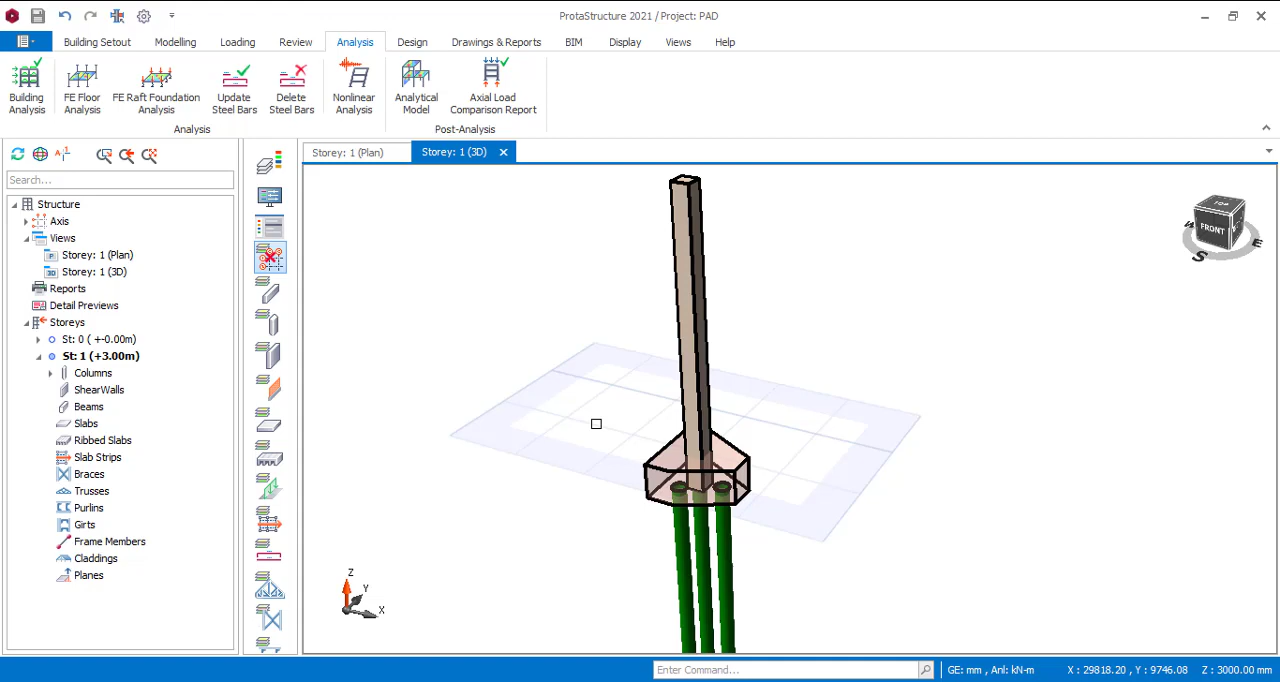 ProtaStructure 2021 / Project: PAD
Building Setout Modelling Loading Review Analysis Design Drawings & Reports BIM Display Views Help
Building Analysis
FE Floor Analysis
FE Raft Foundation Analysis
Update Steel Bars
Delete Steel Bars
Nonlinear Analysis
Analytical Model
Axial Load Comparison Report
Analysis Post-Analysis
Storey: 1 (Plan) Storey: 1 (3D)
Search...
Structure
Axis
Views
Storey: 1 (Plan)
Storey: 1 (3D)
Reports
Detail Previews
Storeys
St: 0 ( +-0.00m)
St: 1 (+3.00m)
Columns
ShearWalls
Beams
Slabs
Ribbed Slabs
Slab Strips
Braces
Trusses
Purlins
Girts
Frame Members
Claddings
Planes
TOP
FRONT
W
E
S
Z
Y
X
Enter Command...
GE: mm , Anl: kN-m X : 29818.20 , Y : 9746.08 Z : 3000.00 mm